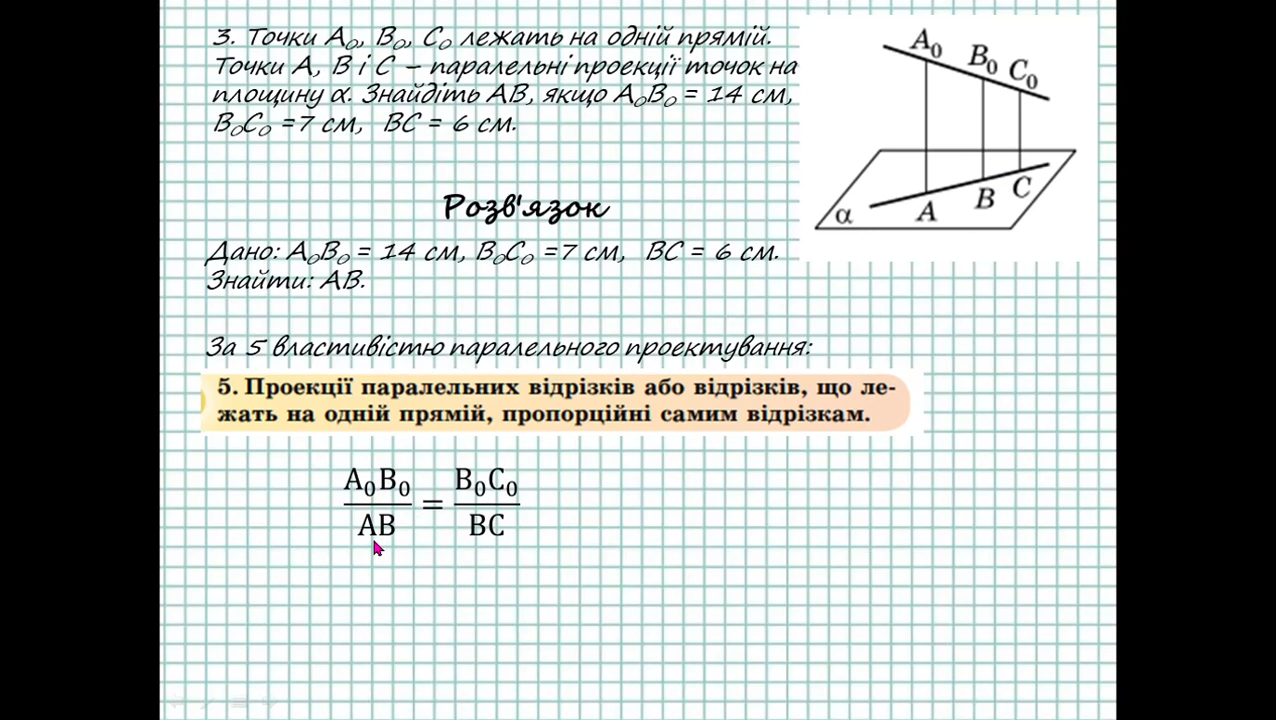 3. Точки A₀, B₀, C₀ лежать на одній прямій.
Точки A, B і C – паралельні проекції точок на
площину α. Знайдіть AB, якщо A₀B₀ = 14 см,
B₀C₀ =7 см, BC = 6 см.
A₀
B₀
C₀
A
B
C
α
Розв'язок
Дано: A₀B₀ = 14 см, B₀C₀ =7 см, BC = 6 см.
Знайти: AB.
За 5 властивістю паралельного проектування:
5. Проекції паралельних відрізків або відрізків, що ле-
жать на одній прямій, пропорційні самим відрізкам.
A₀B₀/AB = B₀C₀/BC